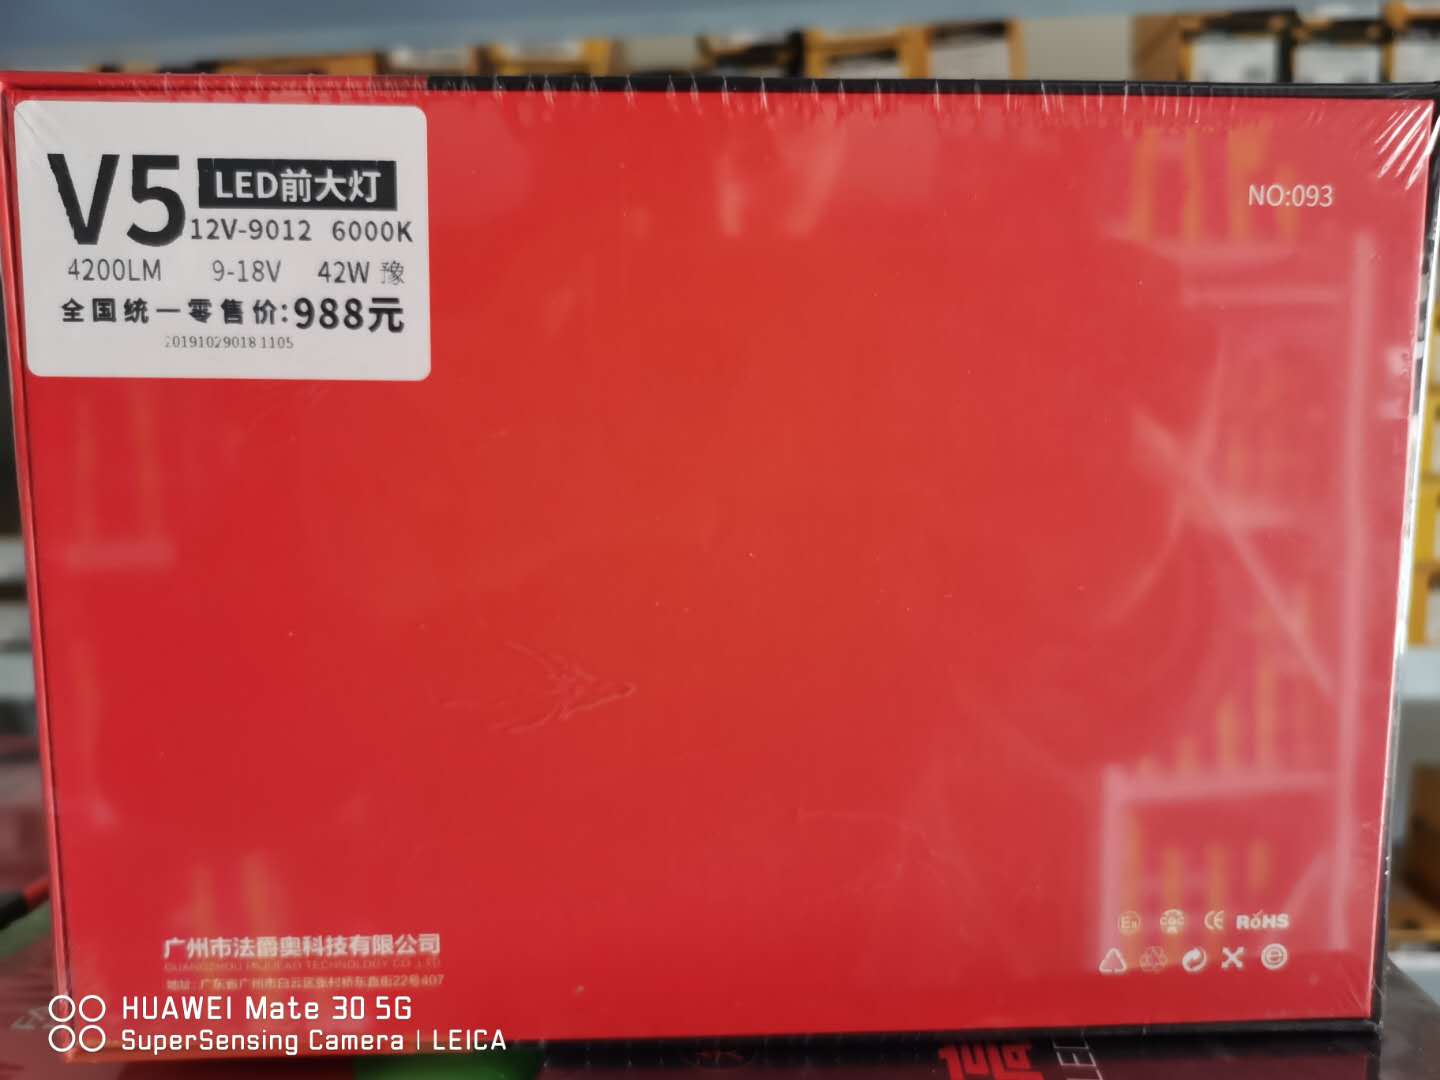 V5 LED前大灯
12V-9012 6000K
4200LM 9-18V 42W 豫
全国统一零售价:988元
20191029018 1105
NO:093
CQC CE RoHS
广州市法爵奥科技有限公司
HUAWEI Mate 30 5G
SuperSensing Camera | LEICA